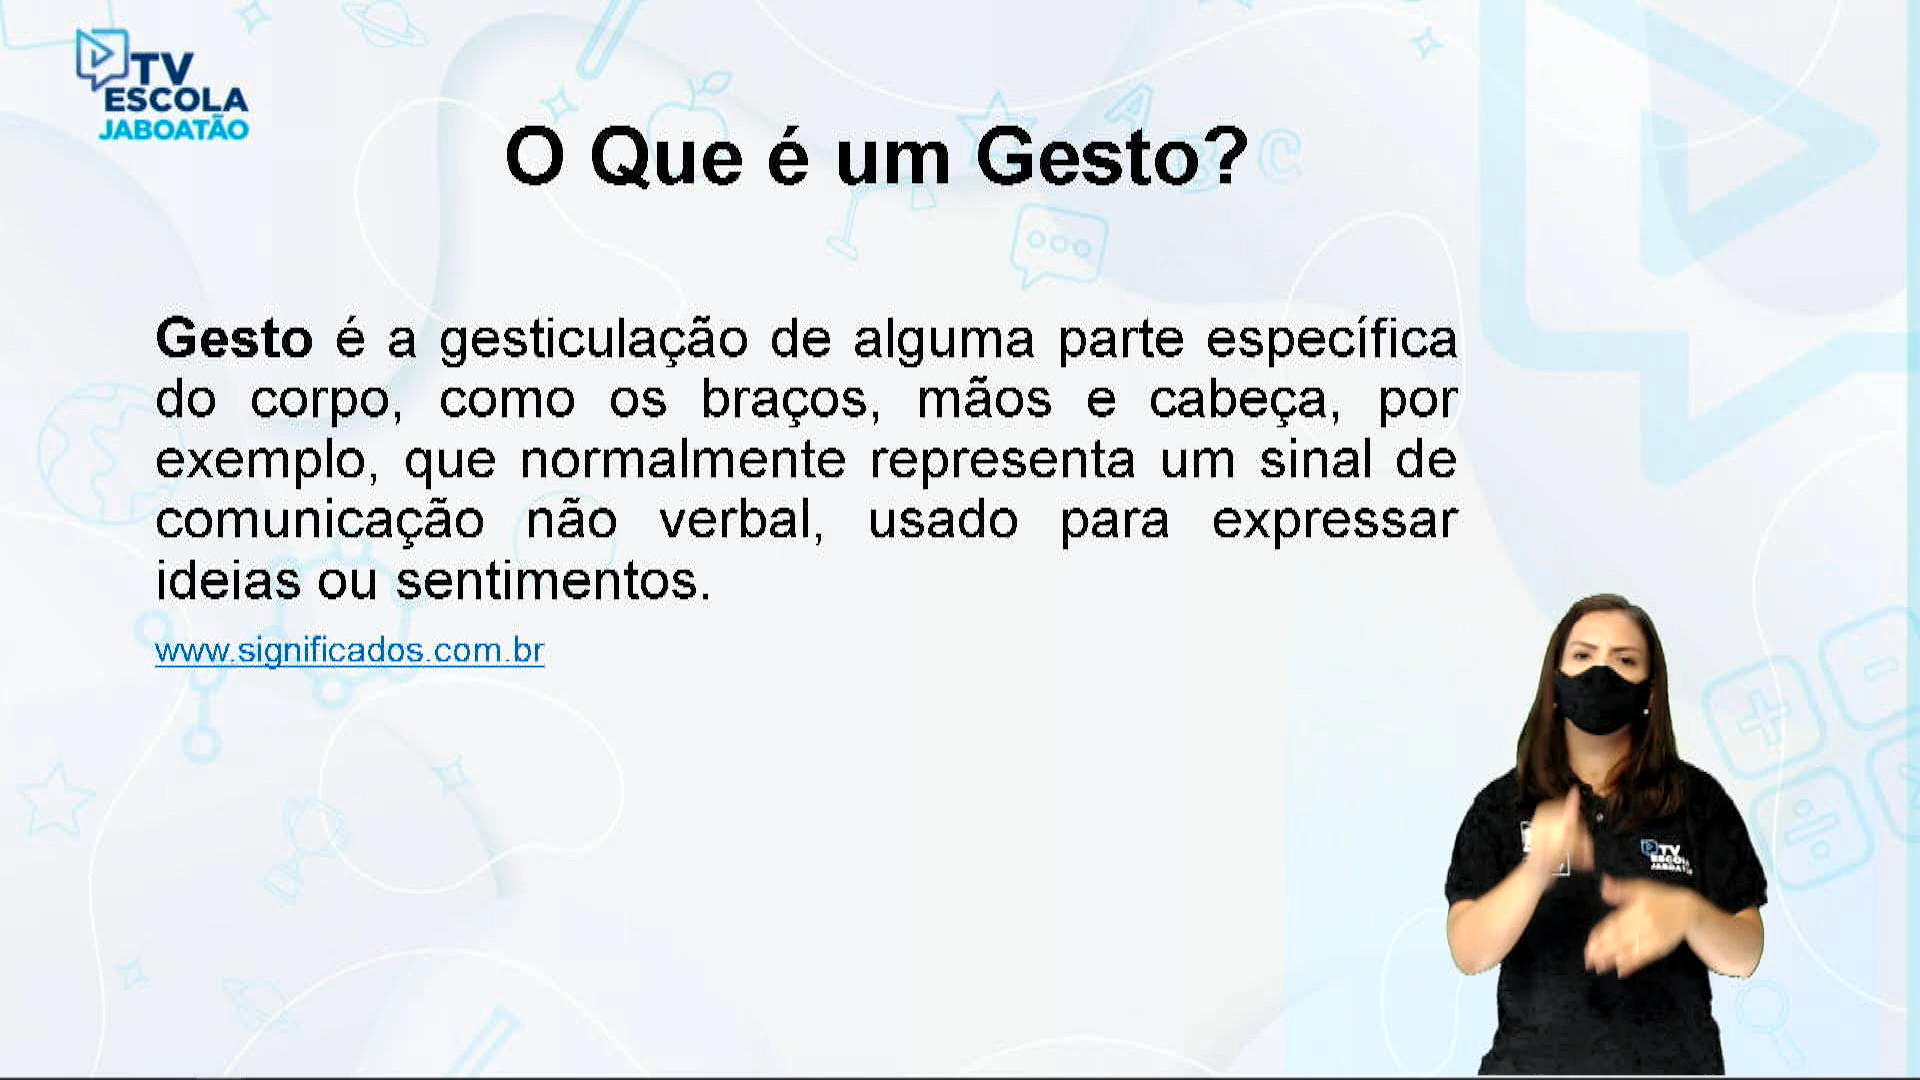 TV
ESCOLA
JABOATÃO
O Que é um Gesto?
Gesto é a gesticulação de alguma parte específica
do corpo, como os braços, mãos e cabeça, por
exemplo, que normalmente representa um sinal de
comunicação não verbal, usado para expressar
ideias ou sentimentos.
www.significados.com.br
A
B C
TV
ESCOLA